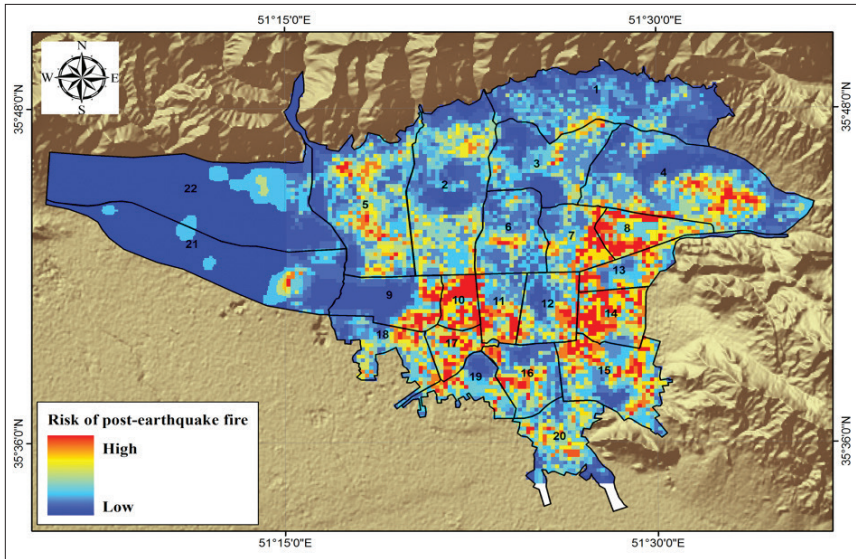 51°15'0"E 51°30'0"E
N
W E
S
35°48'0"N 35°48'0"N
1
3
4
2
22
5
6
7
8
21
13
9
10
11
12
14
18
17
19
16
15
20
Risk of post-earthquake fire
High
Low
35°36'0"N 35°36'0"N
51°15'0"E 51°30'0"E